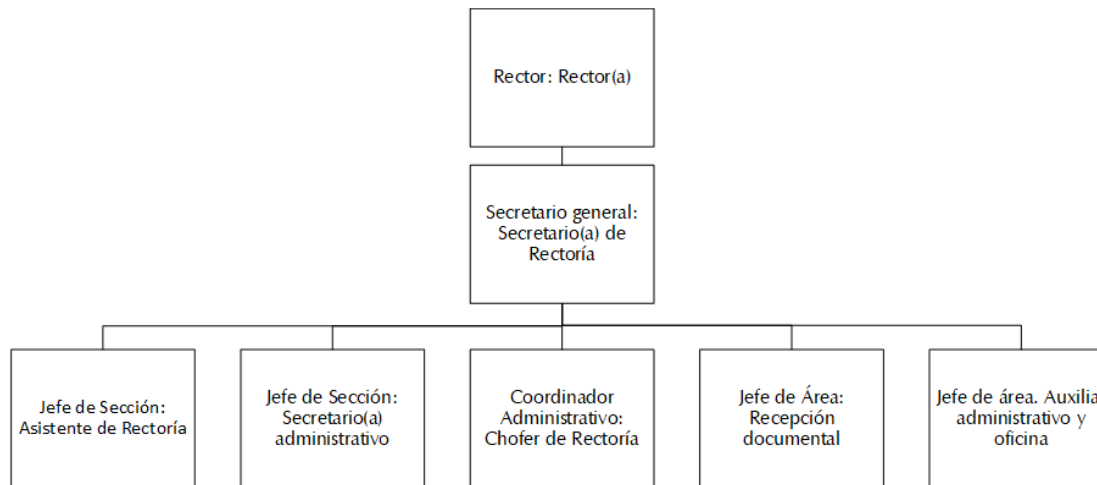 Rector: Rector(a)
Secretario general:
Secretario(a) de
Rectoría
Jefe de Sección:
Asistente de Rectoría
Jefe de Sección:
Secretario(a)
administrativo
Coordinador
Administrativo:
Chofer de Rectoría
Jefe de Área:
Recepción
documental
Jefe de área. Auxilia
administrativo y
oficina